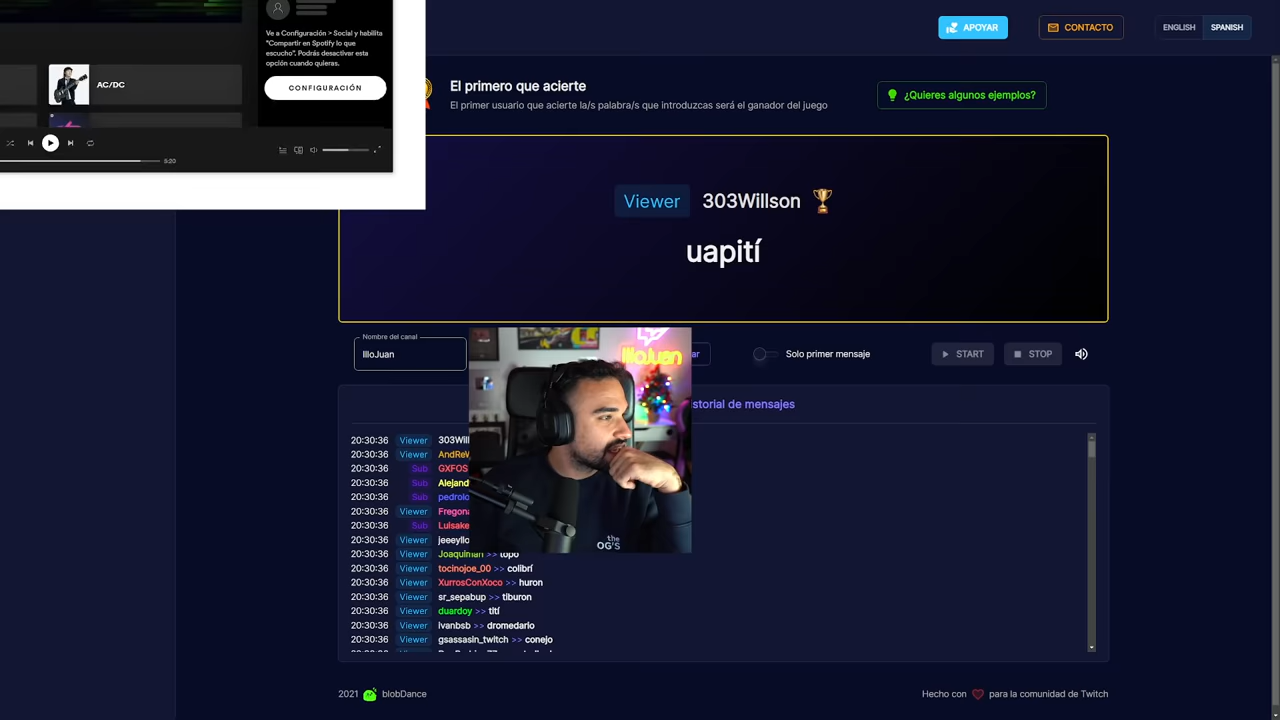 Ve a Configuración > Social y habilita
"Compartir en Spotify lo que
escucho". Podrás desactivar esta
opción cuando quieras.
CONFIGURACIÓN
AC/DC
5:20
APOYAR
CONTACTO
ENGLISH
SPANISH
El primero que acierte
El primer usuario que acierte la/s palabra/s que introduzcas será el ganador del juego
¿Quieres algunos ejemplos?
Viewer 303Willson
uapití
Nombre del canal
IlloJuan
Solo primer mensaje
START
STOP
illoJuan
the
OG'S
istorial de mensajes
20:30:36 Viewer 303Will
20:30:36 Viewer AndReW
20:30:36 Sub GXFOS
20:30:36 Sub Alejand
20:30:36 Sub pedrolo
20:30:36 Viewer Fregona
20:30:36 Sub Luisake
20:30:36 Viewer jeeeyllo
20:30:36 Viewer Joaquiman >> topo
20:30:36 Viewer tocinojoe_00 >> colibrí
20:30:36 Viewer XurrosConXoco >> huron
20:30:36 Viewer sr_sepabup >> tiburon
20:30:36 Viewer duardoy >> tití
20:30:36 Viewer ivanbsb >> dromedario
20:30:36 Viewer gsassasin_twitch >> conejo
2021 blobDance
Hecho con para la comunidad de Twitch